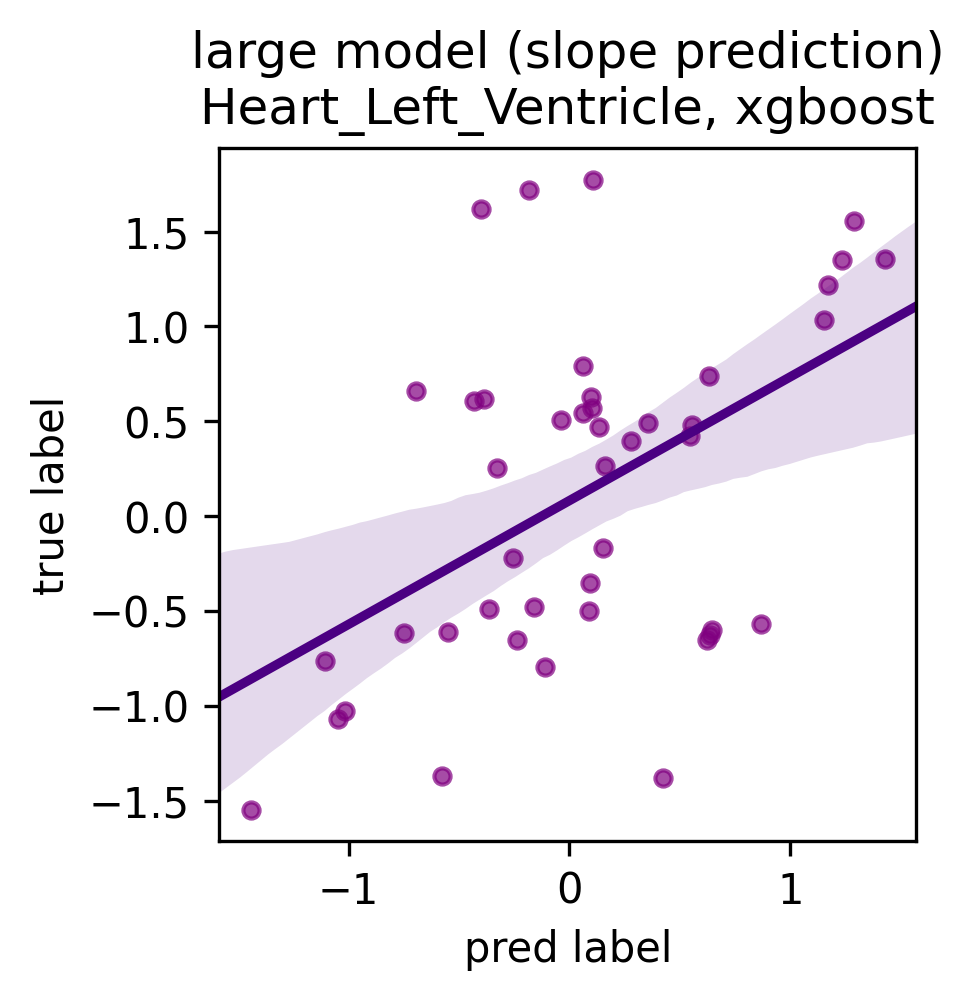 large model (slope prediction)
Heart_Left_Ventricle, xgboost
1.5
1.0
0.5
0.0
−0.5
−1.0
−1.5
true label
−1
0
1
pred label